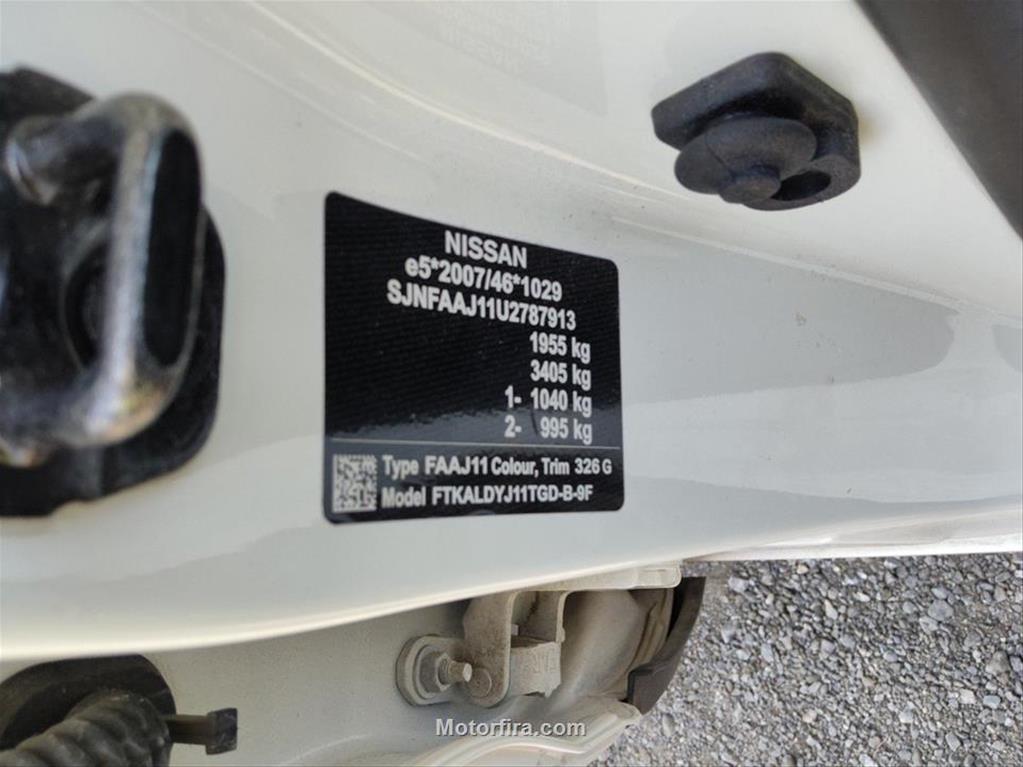 NISSAN
e5*2007/46*1029
SJNFAAJ11U2787913
1955 kg
3405 kg
1- 1040 kg
2- 995 kg
Type FAAJ11 Colour, Trim 326 G
Model FTKALDYJ11TGD-B-9F
Motorfira.com